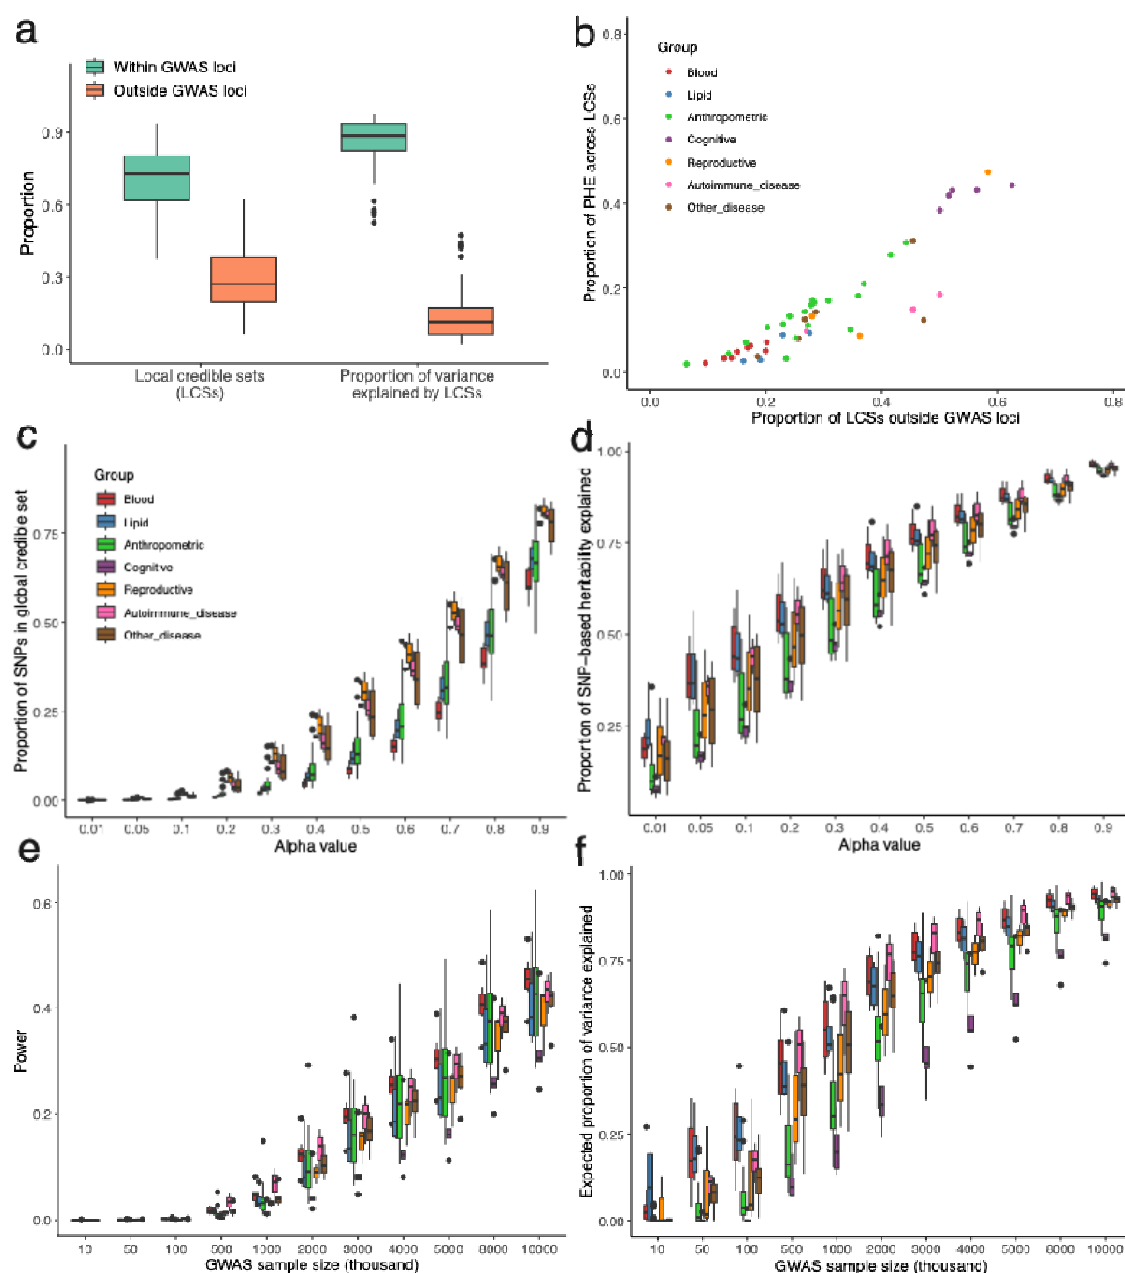 a
Within GWAS loci
Outside GWAS loci
Proportion
0.9
0.6
0.3
0.0
Local credible sets
(LCSs)
Proportion of variance
explained by LCSs
b
Group
Blood
Lipid
Anthropometric
Cognitive
Reproductive
Autoimmune_disease
Other_disease
Proportion of PHE across LCSs
0.8
0.6
0.4
0.2
0.0
0.0
0.2
0.4
0.6
0.8
Proportion of LCSs outside GWAS loci
c
Group
Blood
Lipid
Anthropometric
Cognitive
Reproductive
Autoimmune_disease
Other_disease
Proportion of SNPs in global credible set
0.75
0.50
0.25
0.00
0.01 0.05 0.1 0.2 0.3 0.4 0.5 0.6 0.7 0.8 0.9
Alpha value
d
Proportion of SNP-based heritability explained
1.00
0.75
0.50
0.25
0.01 0.05 0.1 0.2 0.3 0.4 0.5 0.6 0.7 0.8 0.9
Alpha value
e
Power
0.6
0.4
0.2
0.0
10 50 100 500 1000 2000 3000 4000 5000 8000 10000
GWAS sample size (thousand)
f
Expected proportion of variance explained
1.00
0.75
0.50
0.25
0.00
10 50 100 500 1000 2000 3000 4000 5000 8000 10000
GWAS sample size (thousand)